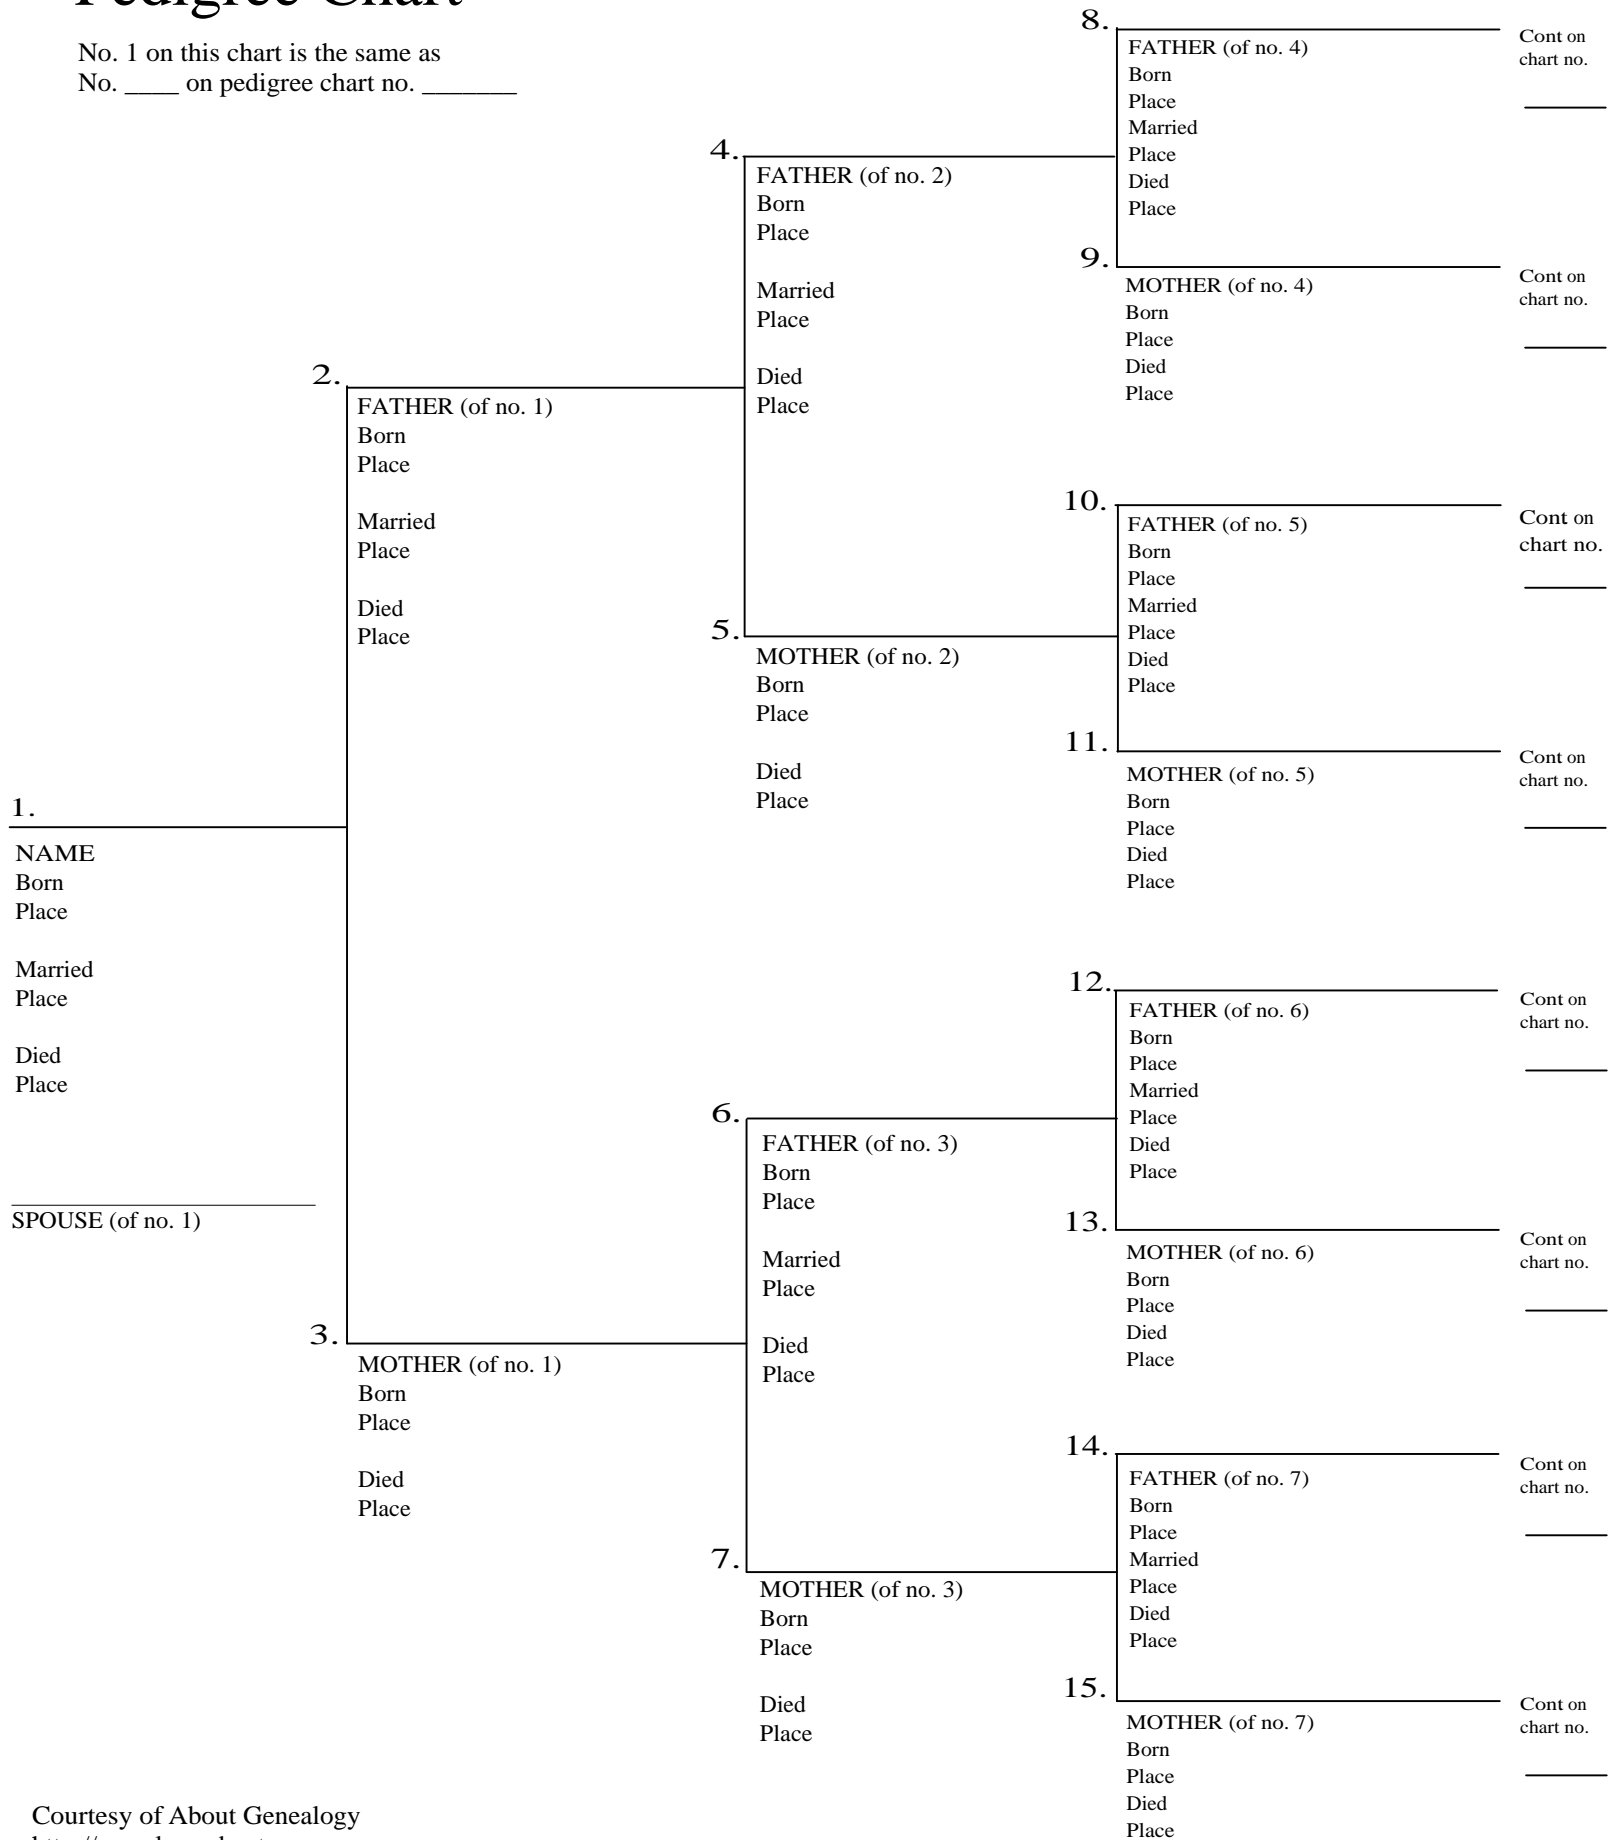 Pedigree Chart
No. 1 on this chart is the same as
No. ____ on pedigree chart no. _______
1.
NAME
Born
Place
Married
Place
Died
Place
SPOUSE (of no. 1)
2.
FATHER (of no. 1)
Born
Place
Married
Place
Died
Place
3.
MOTHER (of no. 1)
Born
Place
Died
Place
4.
FATHER (of no. 2)
Born
Place
Married
Place
Died
Place
5.
MOTHER (of no. 2)
Born
Place
Died
Place
6.
FATHER (of no. 3)
Born
Place
Married
Place
Died
Place
7.
MOTHER (of no. 3)
Born
Place
Died
Place
8.
FATHER (of no. 4)
Born
Place
Married
Place
Died
Place
Cont on
chart no.
9.
MOTHER (of no. 4)
Born
Place
Died
Place
Cont on
chart no.
10.
FATHER (of no. 5)
Born
Place
Married
Place
Died
Place
Cont on
chart no.
11.
MOTHER (of no. 5)
Born
Place
Died
Place
Cont on
chart no.
12.
FATHER (of no. 6)
Born
Place
Married
Place
Died
Place
Cont on
chart no.
13.
MOTHER (of no. 6)
Born
Place
Died
Place
Cont on
chart no.
14.
FATHER (of no. 7)
Born
Place
Married
Place
Died
Place
Cont on
chart no.
15.
MOTHER (of no. 7)
Born
Place
Died
Place
Cont on
chart no.
Courtesy of About Genealogy